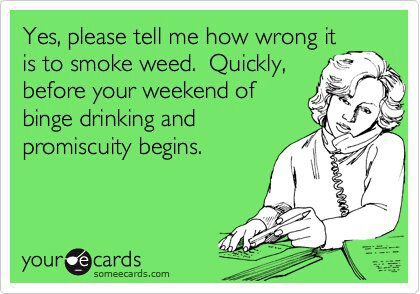 Yes, please tell me how wrong it
is to smoke weed.  Quickly,
before your weekend of
binge drinking and
promiscuity begins.
your e cards
someecards.com